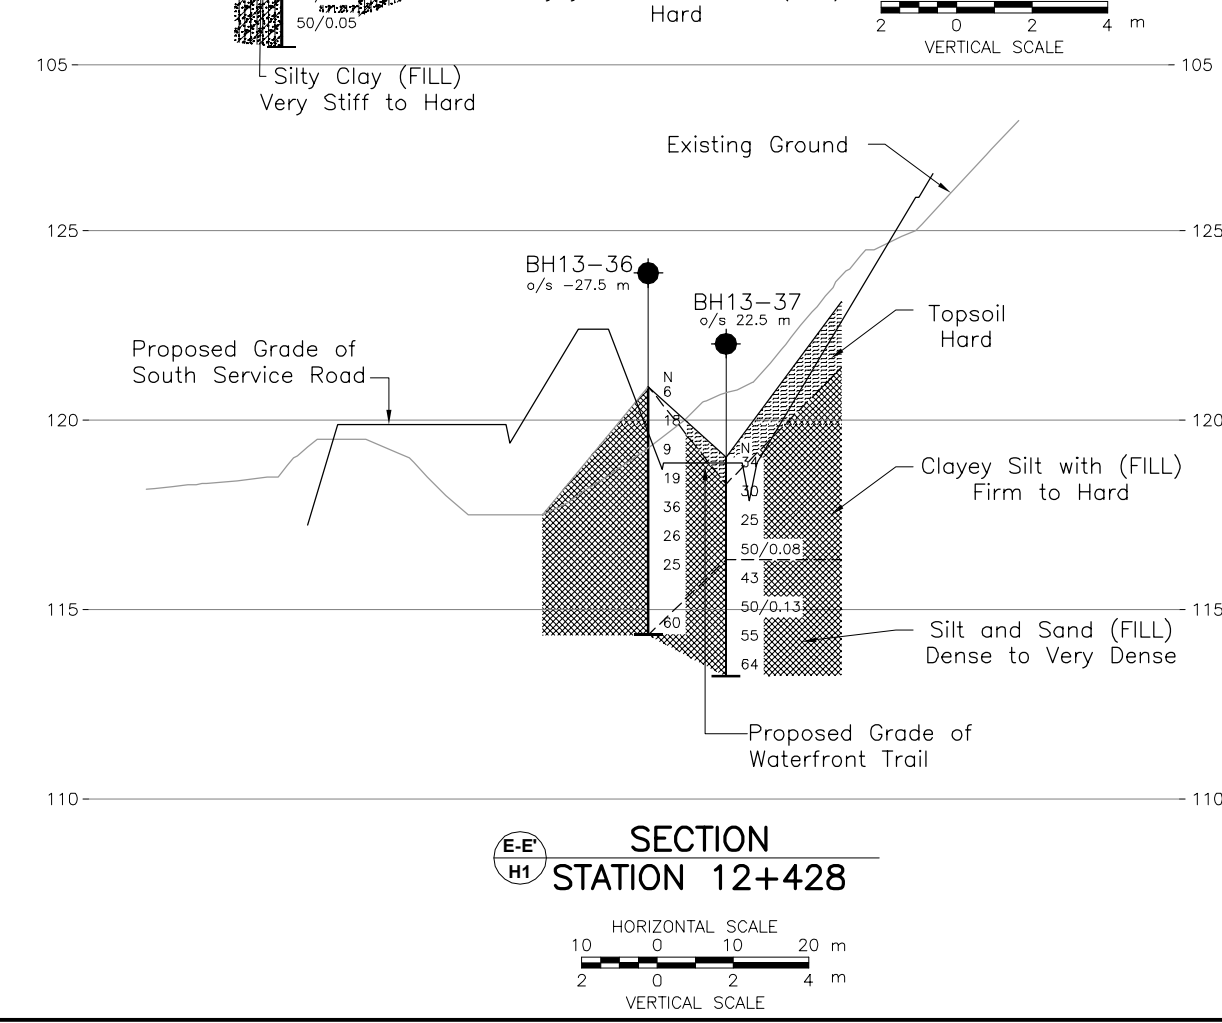 50/0.05
Hard
2 0 2 4 m
VERTICAL SCALE
105 105
Silty Clay (FILL)
Very Stiff to Hard
Existing Ground
125 125
BH13-36
o/s -27.5 m
BH13-37
o/s 22.5 m
Topsoil
Hard
Proposed Grade of
South Service Road
120 120
N
6
18
9
19
36
26
25
60
N
34
30
25
50/0.08
43
50/0.13
55
64
Clayey Silt with (FILL)
Firm to Hard
115 115
Silt and Sand (FILL)
Dense to Very Dense
Proposed Grade of
Waterfront Trail
110 110
E-E'
H1
SECTION
STATION 12+428
HORIZONTAL SCALE
10 0 10 20 m
2 0 2 4 m
VERTICAL SCALE